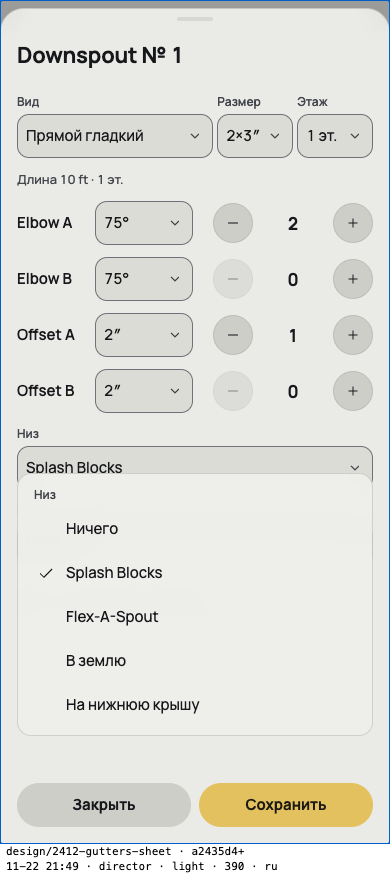 Downspout № 1
Вид Размер Этаж
Прямой гладкий 2×3″ 1 эт.
Длина 10 ft · 1 эт.
Elbow A 75° − 2 +
Elbow B 75° − 0 +
Offset A 2″ − 1 +
Offset B 2″ − 0 +
Низ
Splash Blocks
Низ
Ничего
Splash Blocks
Flex-A-Spout
В землю
На нижнюю крышу
Закрыть Сохранить
design/2412-gutters-sheet · a2435d4+
11-22 21:49 · director · light · 390 · ru